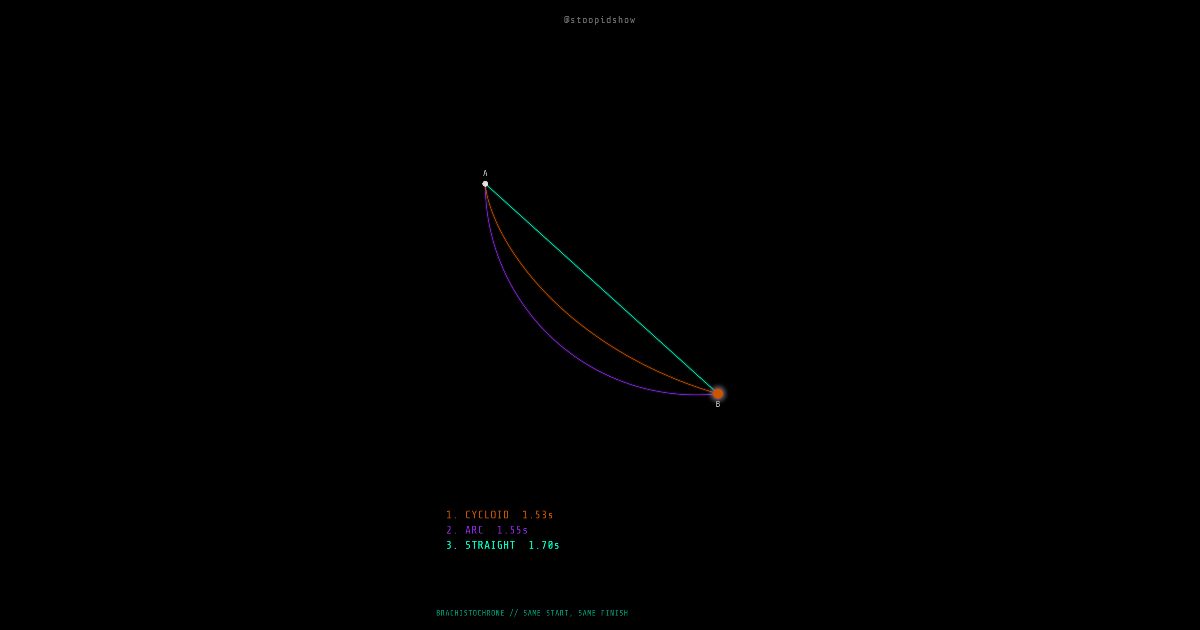 @stoopidshow
A
B
1. CYCLOID 1.53s
2. ARC 1.55s
3. STRAIGHT 1.70s
BRACHISTOCHRONE // SAME START, SAME FINISH